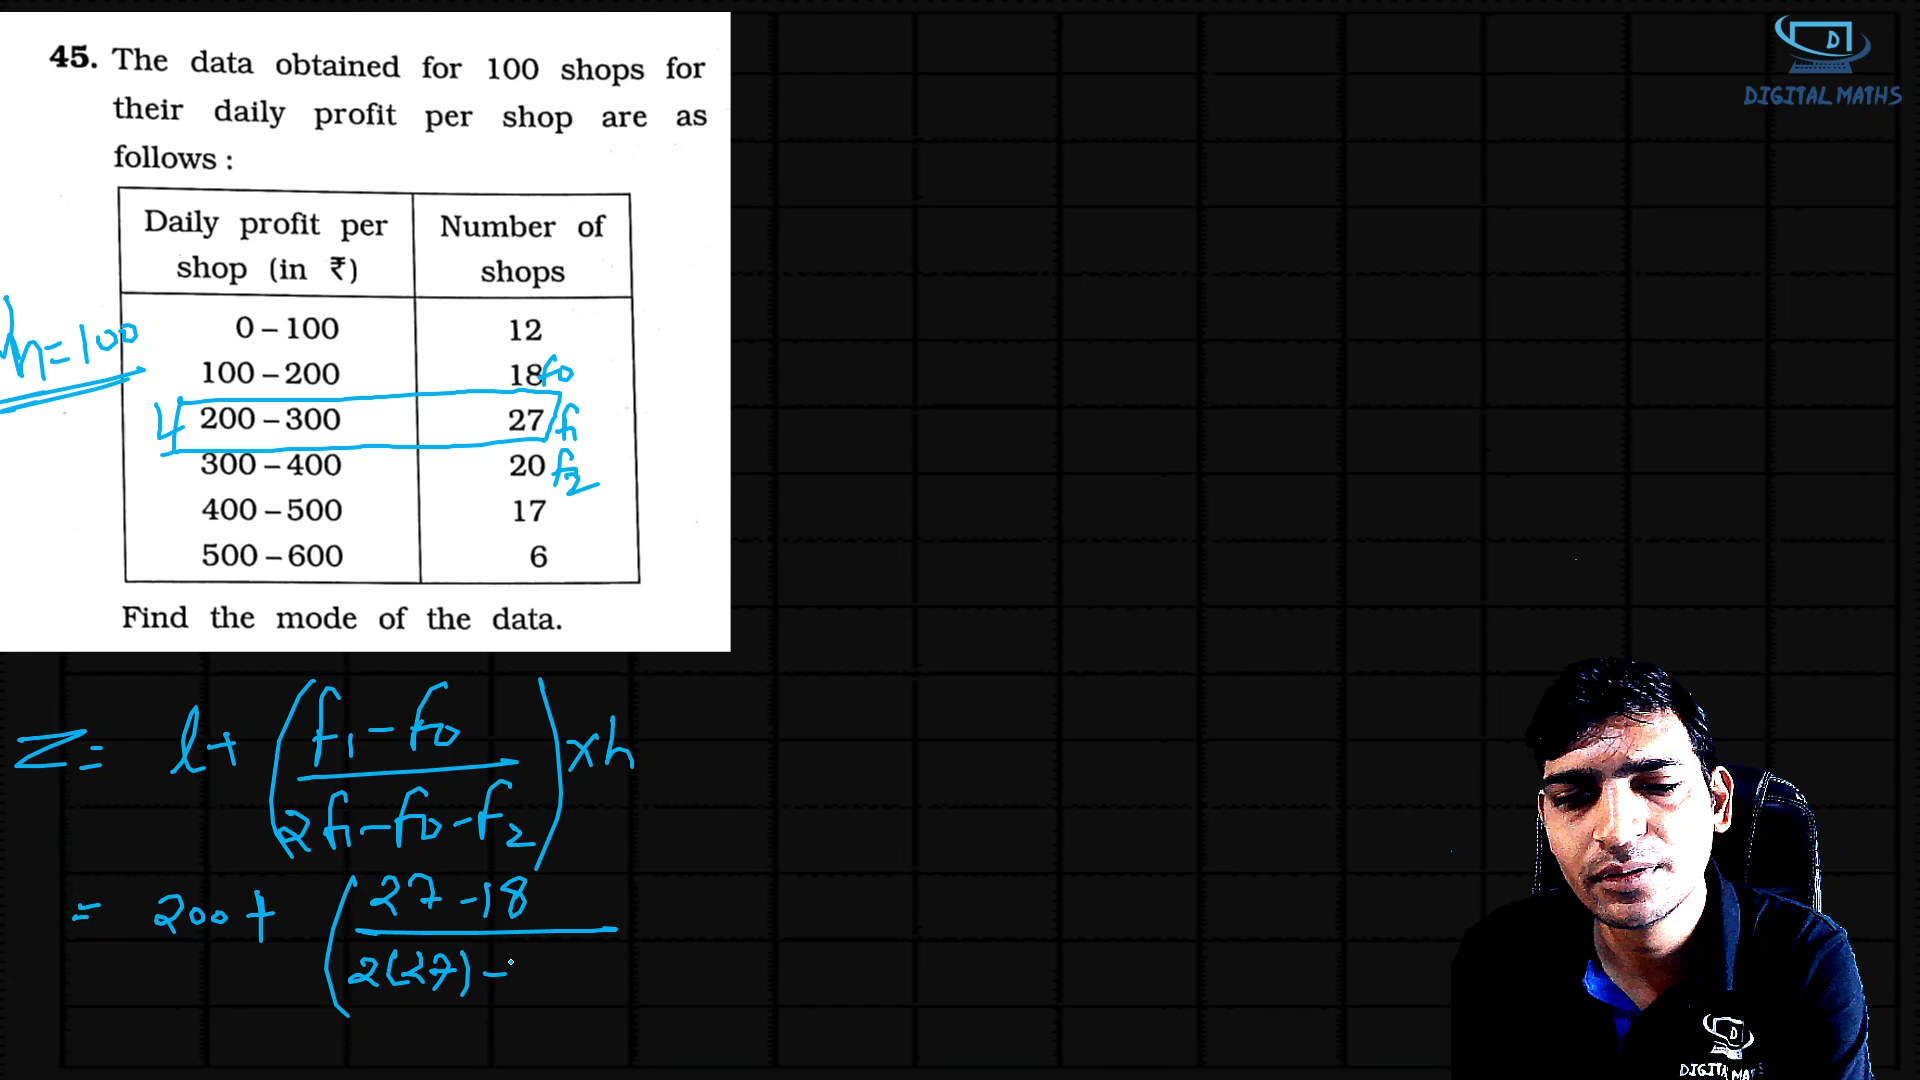 45. The data obtained for 100 shops for
their daily profit per shop are as
follows :
Daily profit per shop (in ₹) Number of shops
0 – 100 12
100 – 200 18 f0
200 – 300 27 f1
300 – 400 20 f2
400 – 500 17
500 – 600 6
h=100
Find the mode of the data.
Z = l + (f1 - f0 / 2f1 - f0 - f2) x h
= 200 + (27 - 18 / 2(27) -
D
DIGITAL MATHS
D